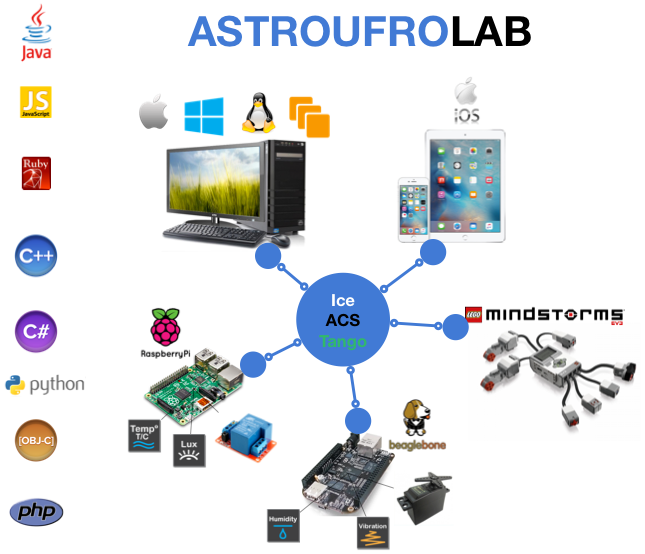 ASTROUFROLAB
Java
JS
JavaScript
Ruby
C++
C#
python
[OBJ-C]
php
iOS
Ice
ACS
Tango
RaspberryPi
Temp°
T/C°
Lux
LEGO mindstorms
EV3
beaglebone
Humidity
Vibration